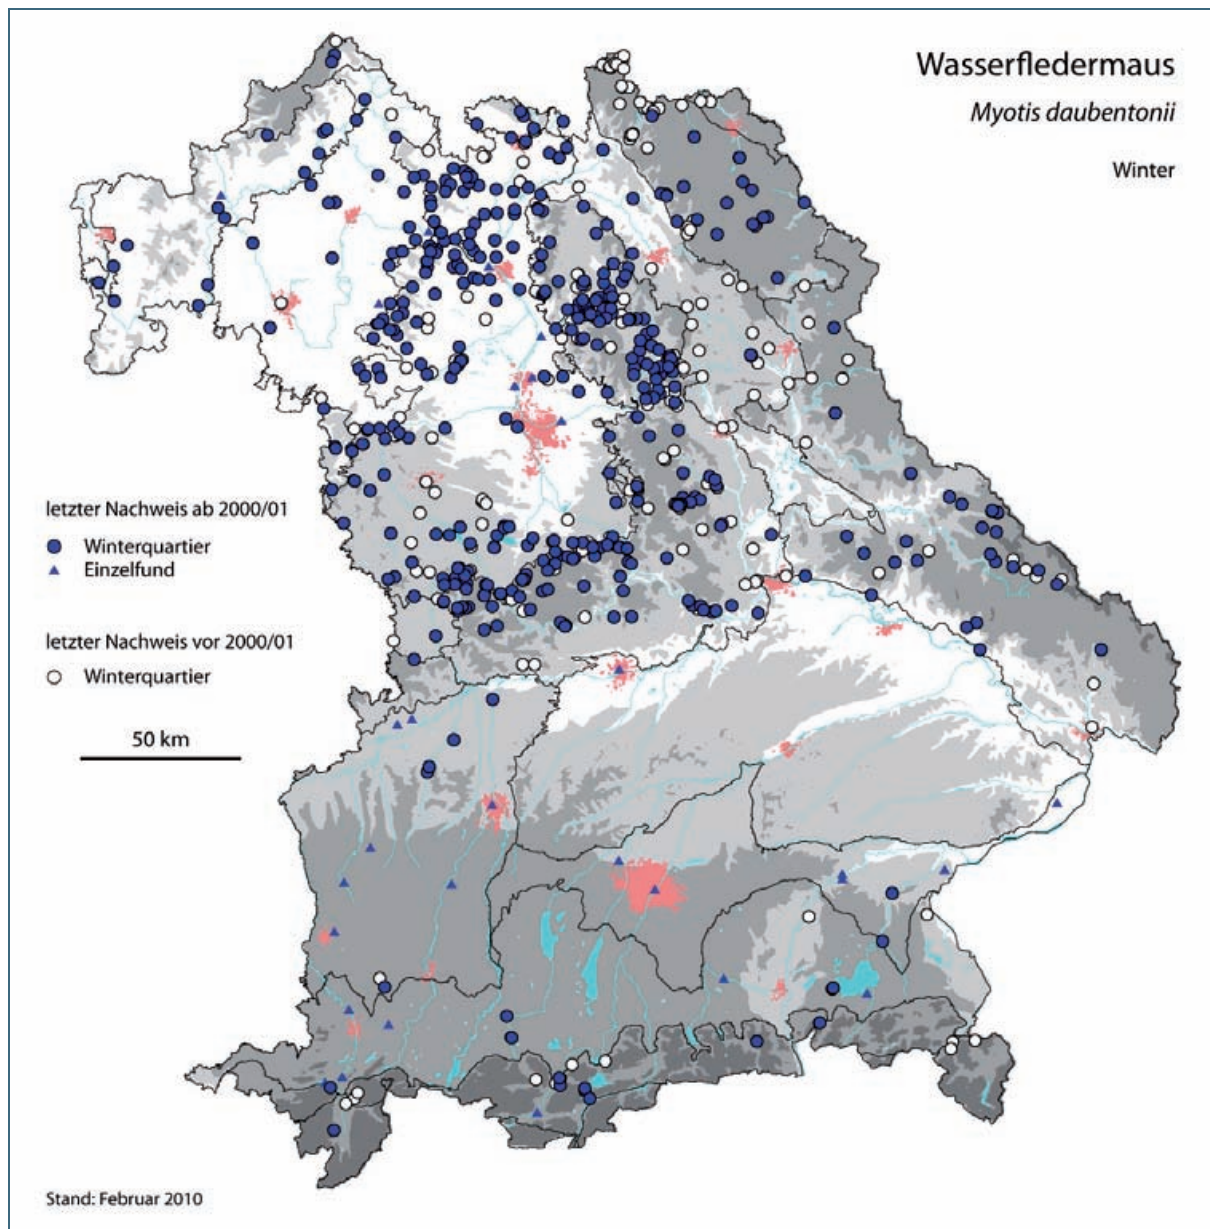 Wasserfledermaus
Myotis daubentonii
Winter
letzter Nachweis ab 2000/01
Winterquartier
Einzelfund
letzter Nachweis vor 2000/01
Winterquartier
50 km
Stand: Februar 2010